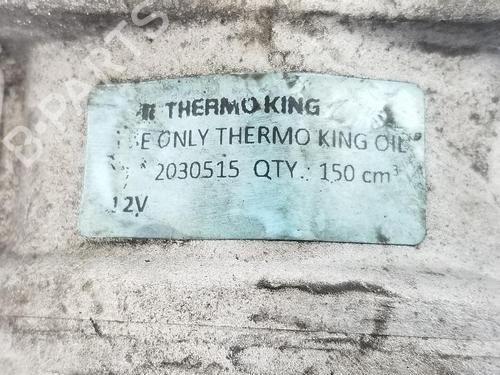 THERMO KING
ONLY THERMO KING OIL
2030515 QTY.: 150 cm³
12V
B-PARTS